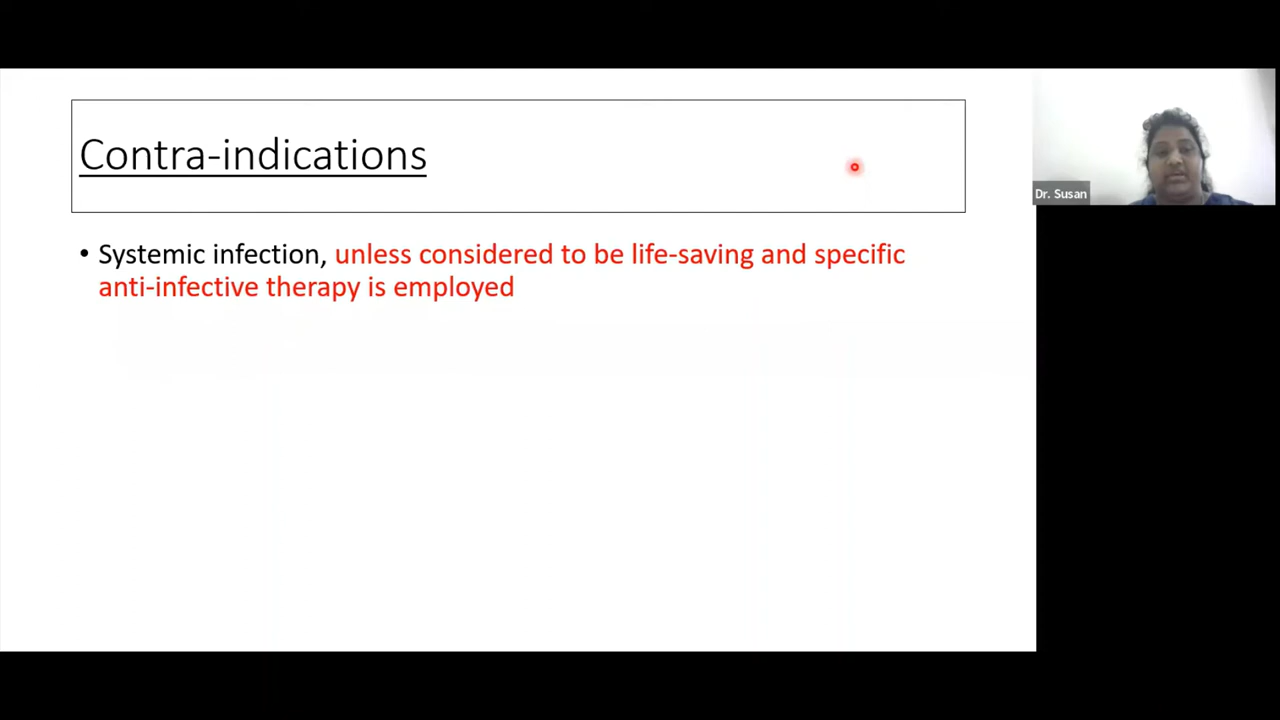 Contra-indications
• Systemic infection, unless considered to be life-saving and specific
anti-infective therapy is employed
Dr. Susan